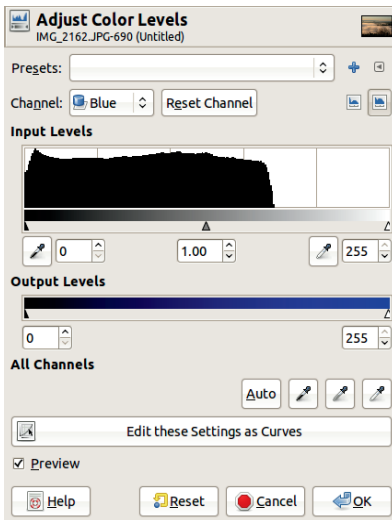 Adjust Color Levels
IMG_2162.JPG-690 (Untitled)
Presets:
Channel: Blue Reset Channel
Input Levels
0 1.00 255
Output Levels
0 255
All Channels
Auto
Edit these Settings as Curves
Preview
Help Reset Cancel OK